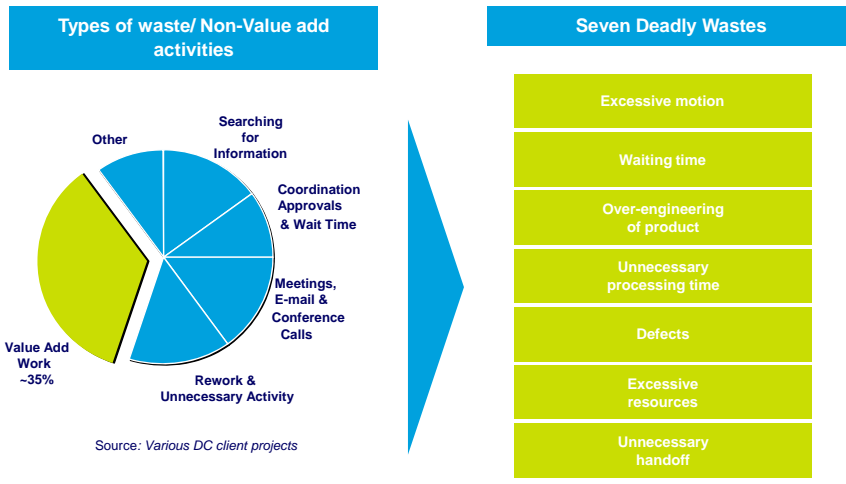 Types of waste/ Non-Value add
activities
Seven Deadly Wastes
Searching
for
Information
Other
Coordination
Approvals
& Wait Time
Meetings,
E-mail &
Conference
Calls
Value Add
Work
~35%
Rework &
Unnecessary Activity
Source: Various DC client projects
Excessive motion
Waiting time
Over-engineering
of product
Unnecessary
processing time
Defects
Excessive
resources
Unnecessary
handoff